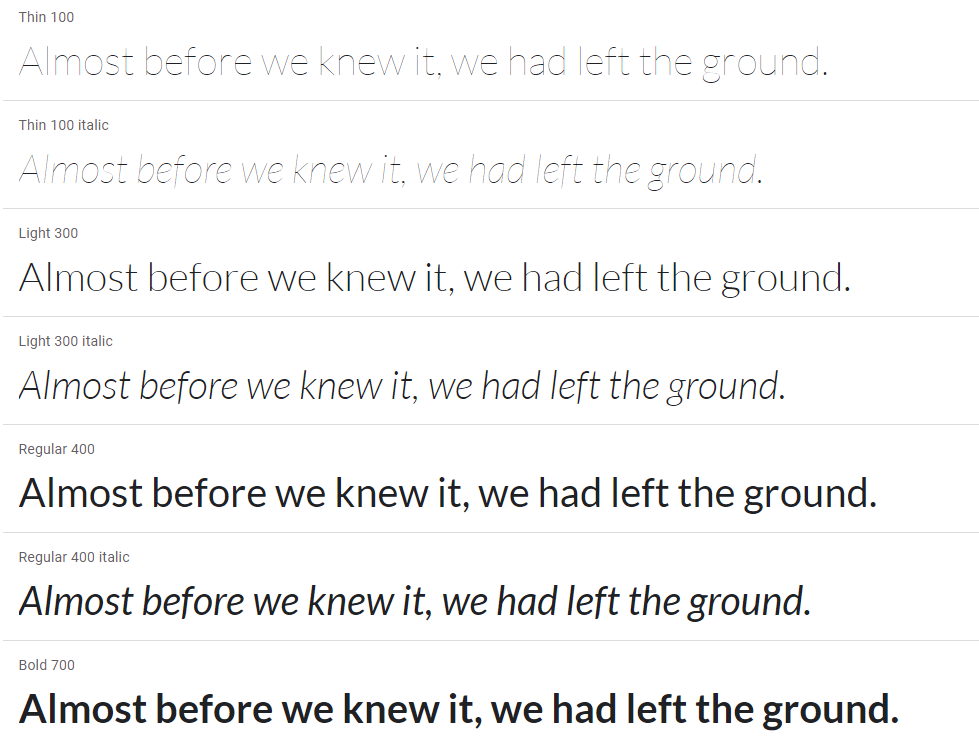 Thin 100
Almost before we knew it, we had left the ground.
Thin 100 italic
Almost before we knew it, we had left the ground.
Light 300
Almost before we knew it, we had left the ground.
Light 300 italic
Almost before we knew it, we had left the ground.
Regular 400
Almost before we knew it, we had left the ground.
Regular 400 italic
Almost before we knew it, we had left the ground.
Bold 700
Almost before we knew it, we had left the ground.